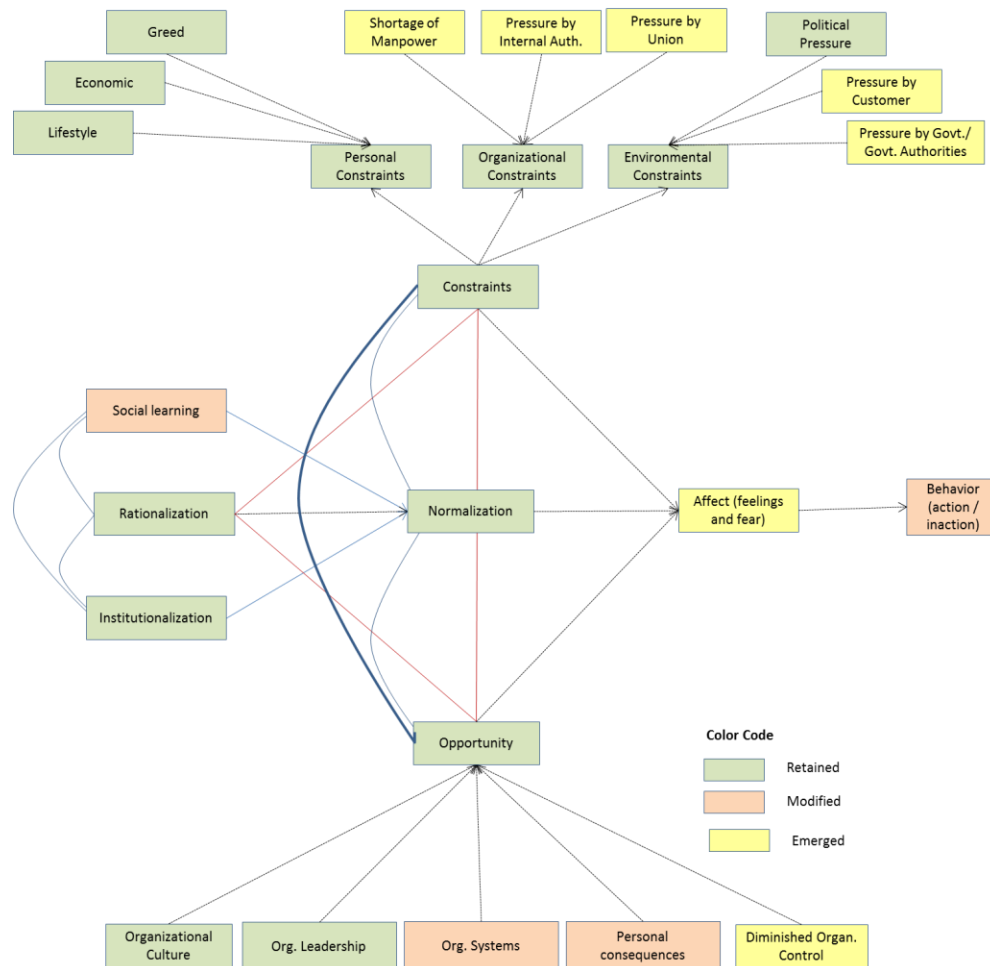 Greed
Shortage of
Manpower
Pressure by
Internal Auth.
Pressure by
Union
Political
Pressure
Economic
Pressure by
Customer
Lifestyle
Pressure by Govt./
Govt. Authorities
Personal
Constraints
Organizational
Constraints
Environmental
Constraints
Constraints
Social learning
Rationalization
Normalization
Affect (feelings
and fear)
Behavior
(action /
inaction)
Institutionalization
Opportunity
Color Code
Retained
Modified
Emerged
Organizational
Culture
Org. Leadership
Org. Systems
Personal
consequences
Diminished Organ.
Control